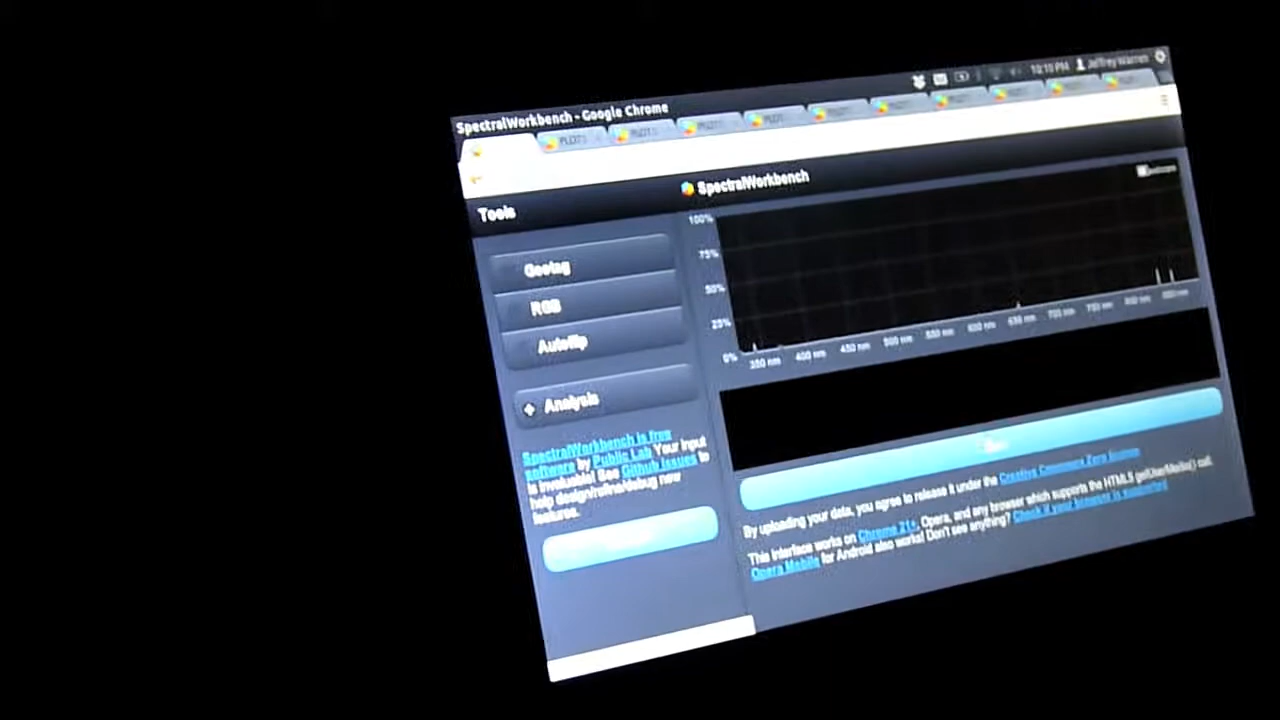 10:10 PM Jeffrey Warren
SpectralWorkbench - Google Chrome
SpectralWorkbench
Tools
100%
75%
50%
25%
0%
350 nm 400 nm 450 nm 500 nm 550 nm 600 nm 650 nm 700 nm 750 nm
Geotag
RGB
Autoflip
+ Analysis
SpectralWorkbench is free
software by Public Lab Your input
is invaluable! See Github Issues to
help design/refine/debug new
features.
By uploading your data, you agree to release it under the Creative Commons Zero license
This interface works on Chrome 21+, Opera, and any browser which supports the HTML5 getUserMedia() call.
Opera Mobile for Android also works! Don't see anything? Check if your browser is supported